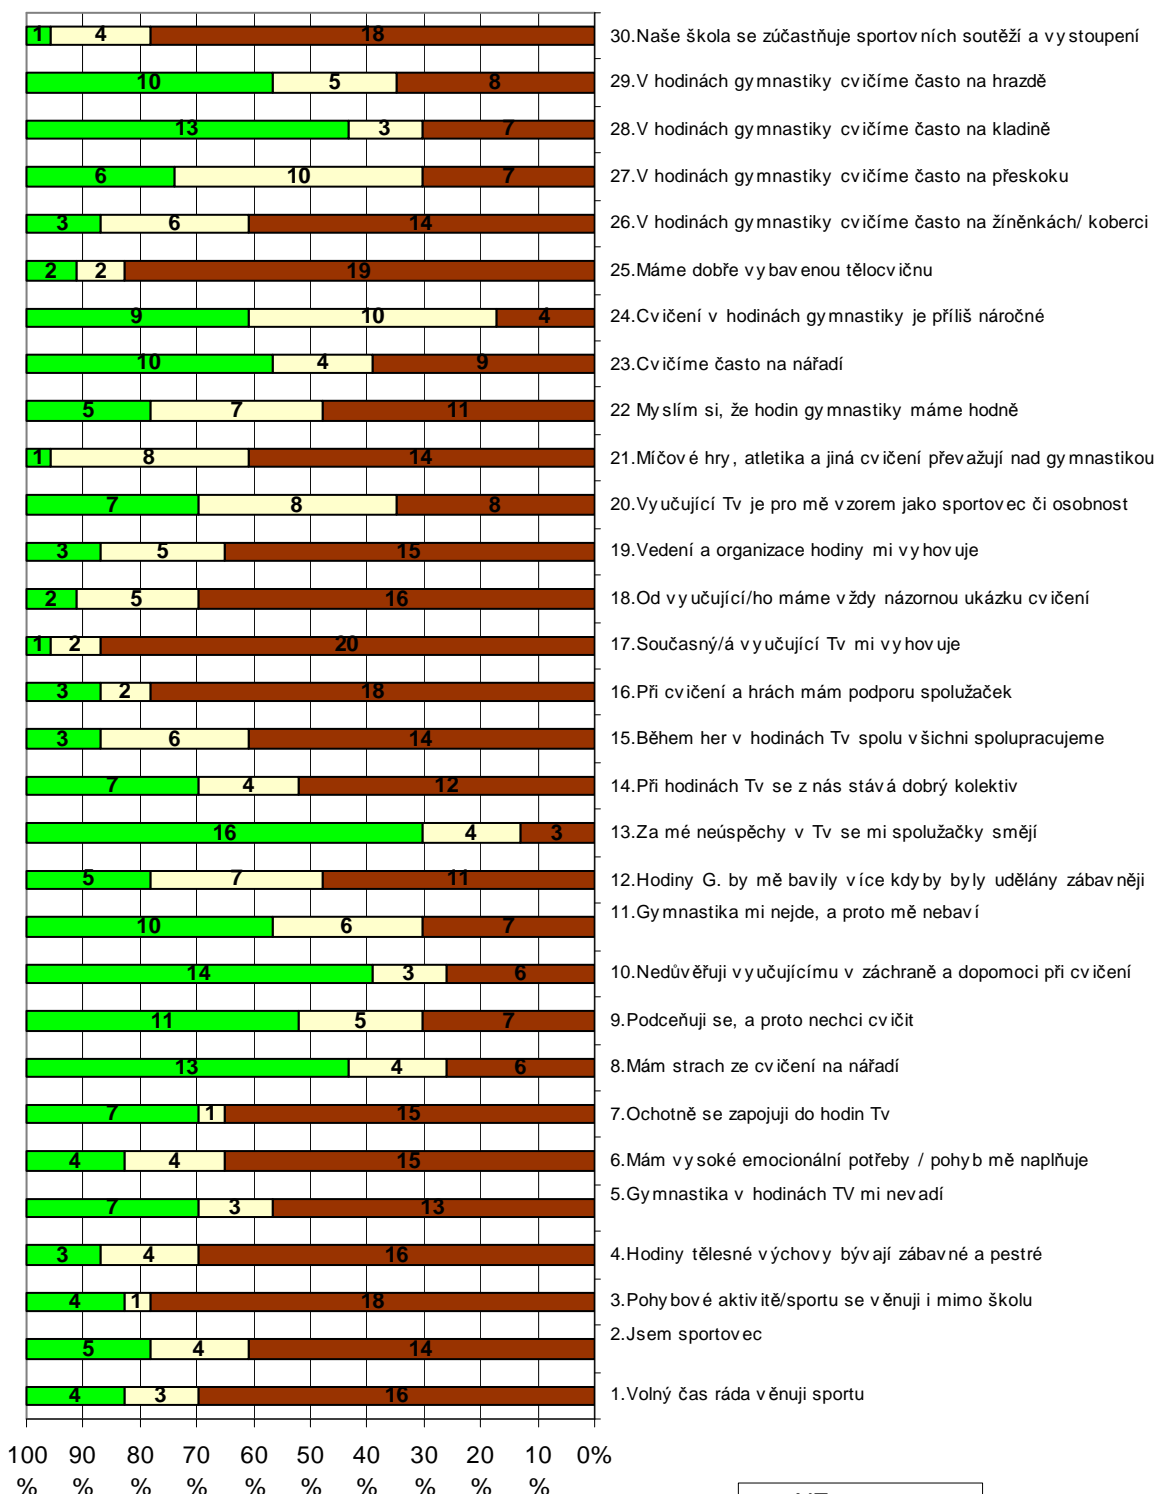 1 4 18 30.Naše škola se zúčastňuje sportovních soutěží a vystoupení
10 5 8 29.V hodinách gymnastiky cvičíme často na hrazdě
13 3 7 28.V hodinách gymnastiky cvičíme často na kladině
6 10 7 27.V hodinách gymnastiky cvičíme často na přeskoku
3 6 14 26.V hodinách gymnastiky cvičíme často na žíněnkách/ koberci
2 2 19 25.Máme dobře vybavenou tělocvičnu
9 10 4 24.Cvičení v hodinách gymnastiky je příliš náročné
10 4 9 23.Cvičíme často na nářadí
5 7 11 22 Myslím si, že hodin gymnastiky máme hodně
1 8 14 21.Míčové hry, atletika a jiná cvičení převažují nad gymnastikou
7 8 8 20.Vyučující Tv je pro mě vzorem jako sportovec či osobnost
3 5 15 19.Vedení a organizace hodiny mi vyhovuje
2 5 16 18.Od vyučující/ho máme vždy názornou ukázku cvičení
1 2 20 17.Současný/á vyučující Tv mi vyhovuje
3 2 18 16.Při cvičení a hrách mám podporu spolužaček
3 6 14 15.Během her v hodinách Tv spolu všichni spolupracujeme
7 4 12 14.Při hodinách Tv se z nás stává dobrý kolektiv
16 4 3 13.Za mé neúspěchy v Tv se mi spolužačky smějí
5 7 11 12.Hodiny G. by mě bavily více kdyby byly udělány zábavněji
10 6 7 11.Gymnastika mi nejde, a proto mě nebaví
14 3 6 10.Nedůvěřuji vyučujícímu v záchraně a dopomoci při cvičení
11 5 7 9.Podceňuji se, a proto nechci cvičit
13 4 6 8.Mám strach ze cvičení na nářadí
7 1 15 7.Ochotně se zapojuji do hodin Tv
4 4 15 6.Mám vysoké emocionální potřeby / pohyb mě naplňuje
7 3 13 5.Gymnastika v hodinách TV mi nevadí
3 4 16 4.Hodiny tělesné výchovy bývají zábavné a pestré
4 1 18 3.Pohybové aktivitě/sportu se věnuji i mimo školu
5 4 14 2.Jsem sportovec
4 3 16 1.Volný čas ráda věnuji sportu
100 90 80 70 60 50 40 30 20 10 0%
% % % % % % % % % %